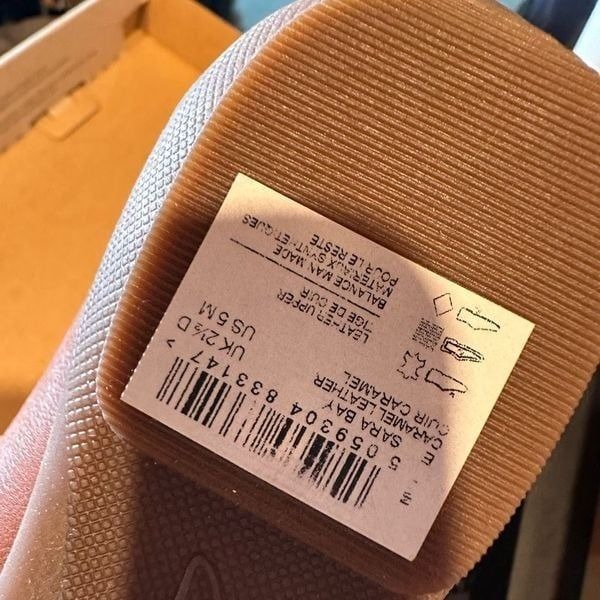 E SARA BAY
CARAMEL LEATHER
CUIR CARAMEL
5 059304 833147 >
UK 2½ D
US 5 M
LEATHER UPPER
TIGE DE CUIR
BALANCE MAN MADE
MATERIAUX SYNTHETIQUES
POUR LE RESTE